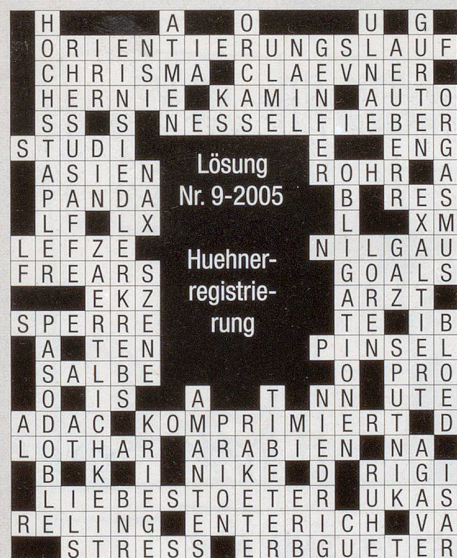 H A O U G
ORIENTIERUNGSLAUF
CHRISMA CLAEVNER
HERNIE KAMIN AUTO
SS S NESSELFIEBER
STUDI E ENG
ASIEN ROHR A
PANDA B RES
LF LX L XM
LEFZE NILGAU
FREARS GOALS
EKZ ARZT
SPERRE TE IB
A TEN PINSEL
SALBE O PRO
O IS A T NN UTE
ADAC KOMPRIMIERT D
LOTHAR ARABIEN NA
B K I NIKE D RIGI
LIEBESTOETER UKAS
RELING ENTERICH VA
STRESS ERBGUETER
Lösung
Nr. 9-2005
Huehner-
registrie-
rung